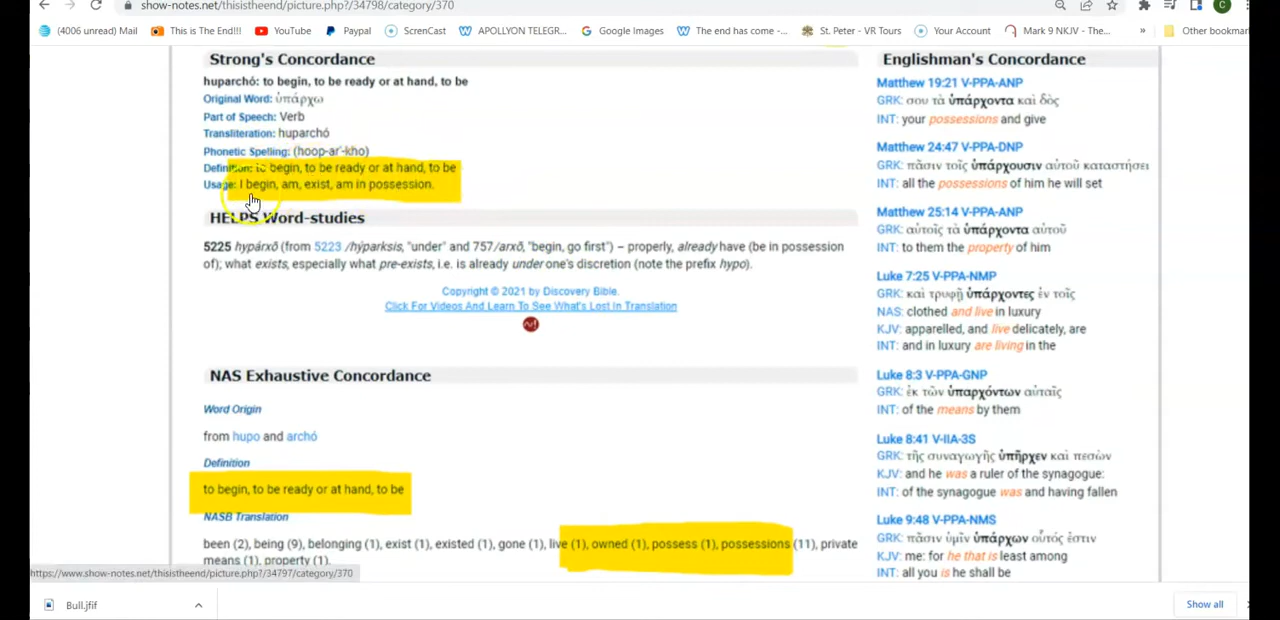 show-notes.net/thisistheend/picture.php?/34798/category/370
C
(4006 unread) Mail
This is The End!!!
YouTube
Paypal
ScrenCast
APOLLYON TELEGR...
Google Images
The end has come -...
St. Peter - VR Tours
Your Account
Mark 9 NKJV - The...
»
Other bookmar
Strong's Concordance
huparchó: to begin, to be ready or at hand, to be
Original Word: ὑπάρχω
Part of Speech: Verb
Transliteration: huparchó
Phonetic Spelling: (hoop-ar'-kho)
Definition: to begin, to be ready or at hand, to be
Usage: I begin, am, exist, am in possession.
HELPS Word-studies
5225 hypárxō (from 5223 /hýparksis, "under" and 757/arxō, "begin, go first") – properly, already have (be in possession
of); what exists, especially what pre-exists, i.e. is already under one's discretion (note the prefix hypo).
Copyright © 2021 by Discovery Bible.
Click For Videos And Learn To See What's Lost In Translation
NAS Exhaustive Concordance
Word Origin
from hupo and archó
Definition
to begin, to be ready or at hand, to be
NASB Translation
been (2), being (9), belonging (1), exist (1), existed (1), gone (1), live (1), owned (1), possess (1), possessions (11), private
means (1), property (1).
Englishman's Concordance
Matthew 19:21 V-PPA-ANP
GRK: σου τὰ ὑπάρχοντα καὶ δὸς
INT: your possessions and give
Matthew 24:47 V-PPA-DNP
GRK: πᾶσιν τοῖς ὑπάρχουσιν αὐτοῦ καταστήσει
INT: all the possessions of him he will set
Matthew 25:14 V-PPA-ANP
GRK: αὐτοῖς τὰ ὑπάρχοντα αὐτοῦ
INT: to them the property of him
Luke 7:25 V-PPA-NMP
GRK: καὶ τρυφῇ ὑπάρχοντες ἐν τοῖς
NAS: clothed and live in luxury
KJV: apparelled, and live delicately, are
INT: and in luxury are living in the
Luke 8:3 V-PPA-GNP
GRK: ἐκ τῶν ὑπαρχόντων αὐταῖς
INT: of the means by them
Luke 8:41 V-IIA-3S
GRK: τῆς συναγωγῆς ὑπῆρχεν καὶ πεσὼν
KJV: and he was a ruler of the synagogue:
INT: of the synagogue was and having fallen
Luke 9:48 V-PPA-NMS
GRK: πᾶσιν ὑμῖν ὑπάρχων οὗτός ἐστιν
KJV: me: for he that is least among
INT: all you is he shall be
https://www.show-notes.net/thisistheend/picture.php?/34797/category/370
Bull.jfif
Show all